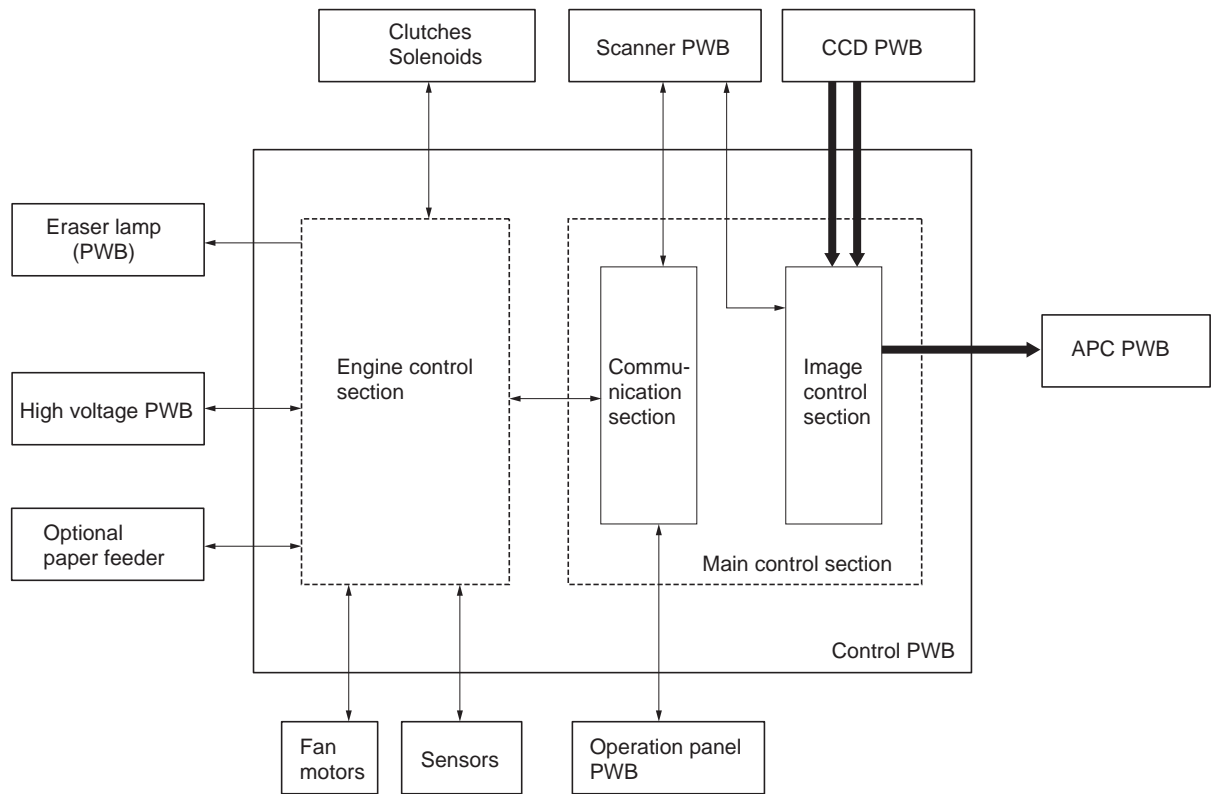 Clutches
Solenoids
Scanner PWB
CCD PWB
Eraser lamp
(PWB)
High voltage PWB
Optional
paper feeder
Engine control
section
Commu-
nication
section
Image
control
section
Main control section
Control PWB
APC PWB
Fan
motors
Sensors
Operation panel
PWB